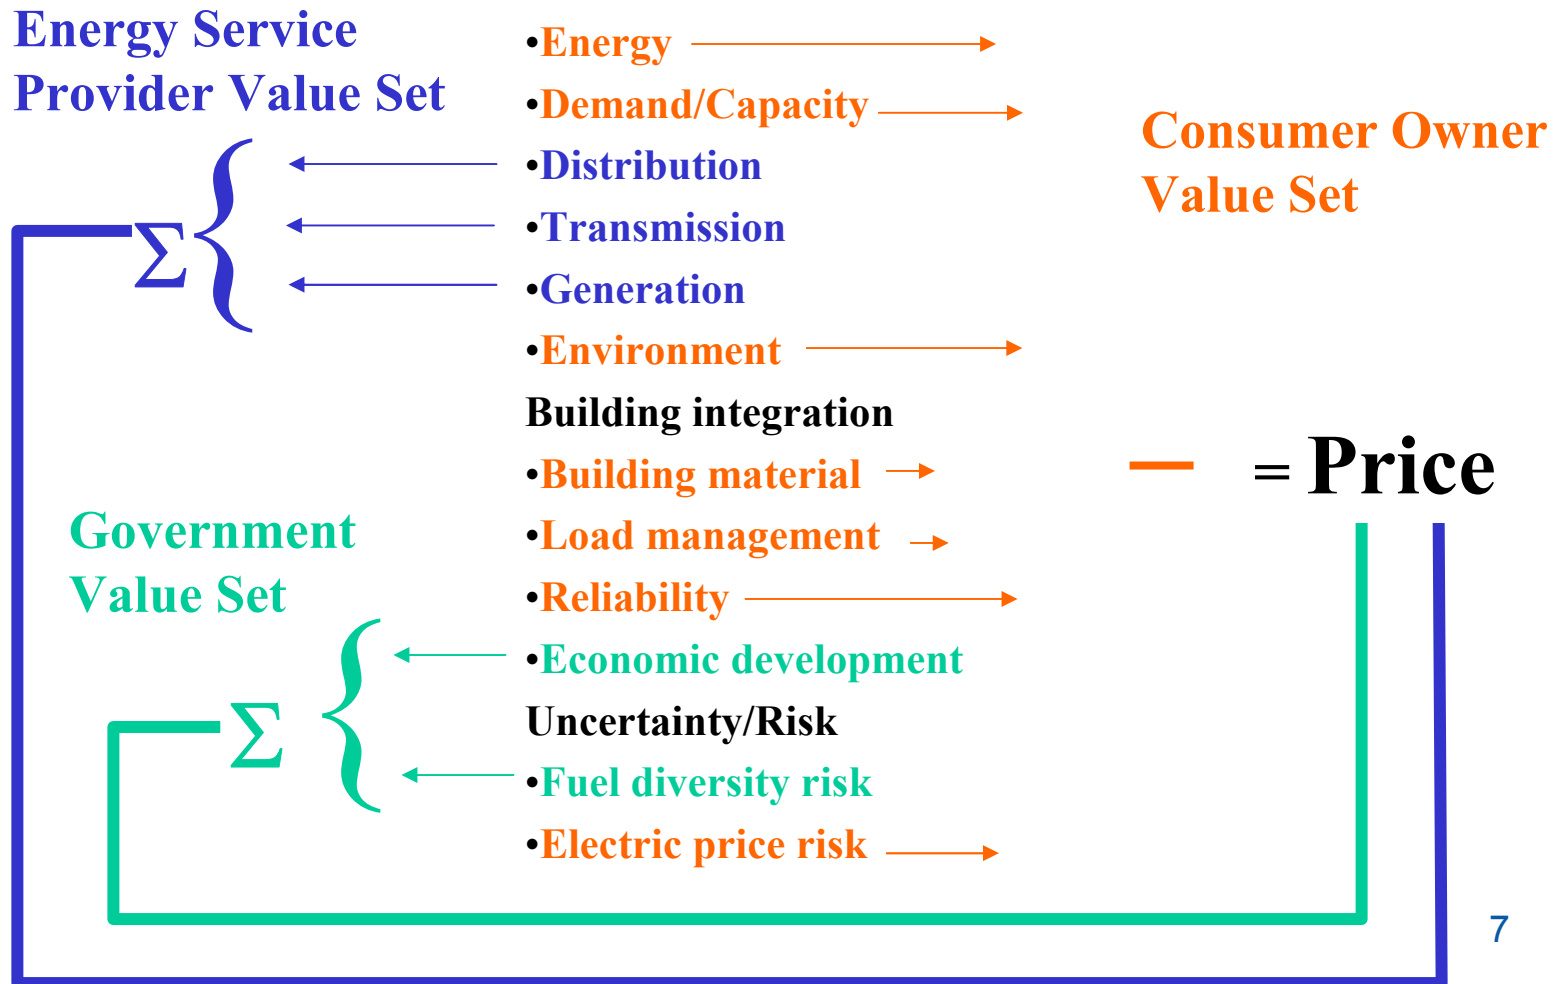 Energy Service
Provider Value Set
•Energy
•Demand/Capacity
•Distribution
•Transmission
•Generation
•Environment
Building integration
•Building material
•Load management
•Reliability
•Economic development
Uncertainty/Risk
•Fuel diversity risk
•Electric price risk
Consumer Owner
Value Set
Σ{
Government
Value Set
Σ {
– = Price
7